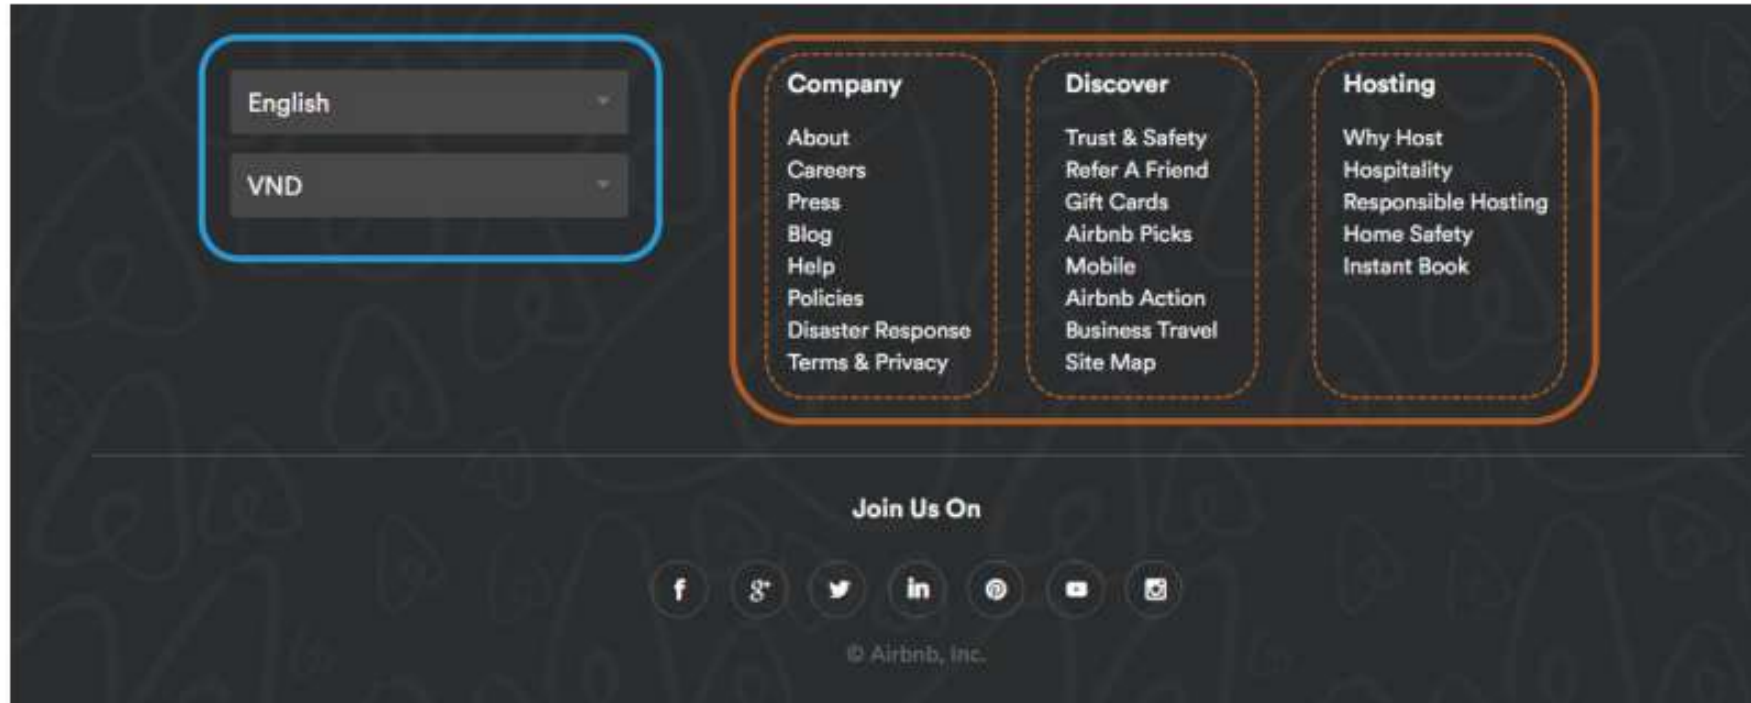 English
VND
Company
About
Careers
Press
Blog
Help
Policies
Disaster Response
Terms & Privacy
Discover
Trust & Safety
Refer A Friend
Gift Cards
Airbnb Picks
Mobile
Airbnb Action
Business Travel
Site Map
Hosting
Why Host
Hospitality
Responsible Hosting
Home Safety
Instant Book
Join Us On
© Airbnb, Inc.